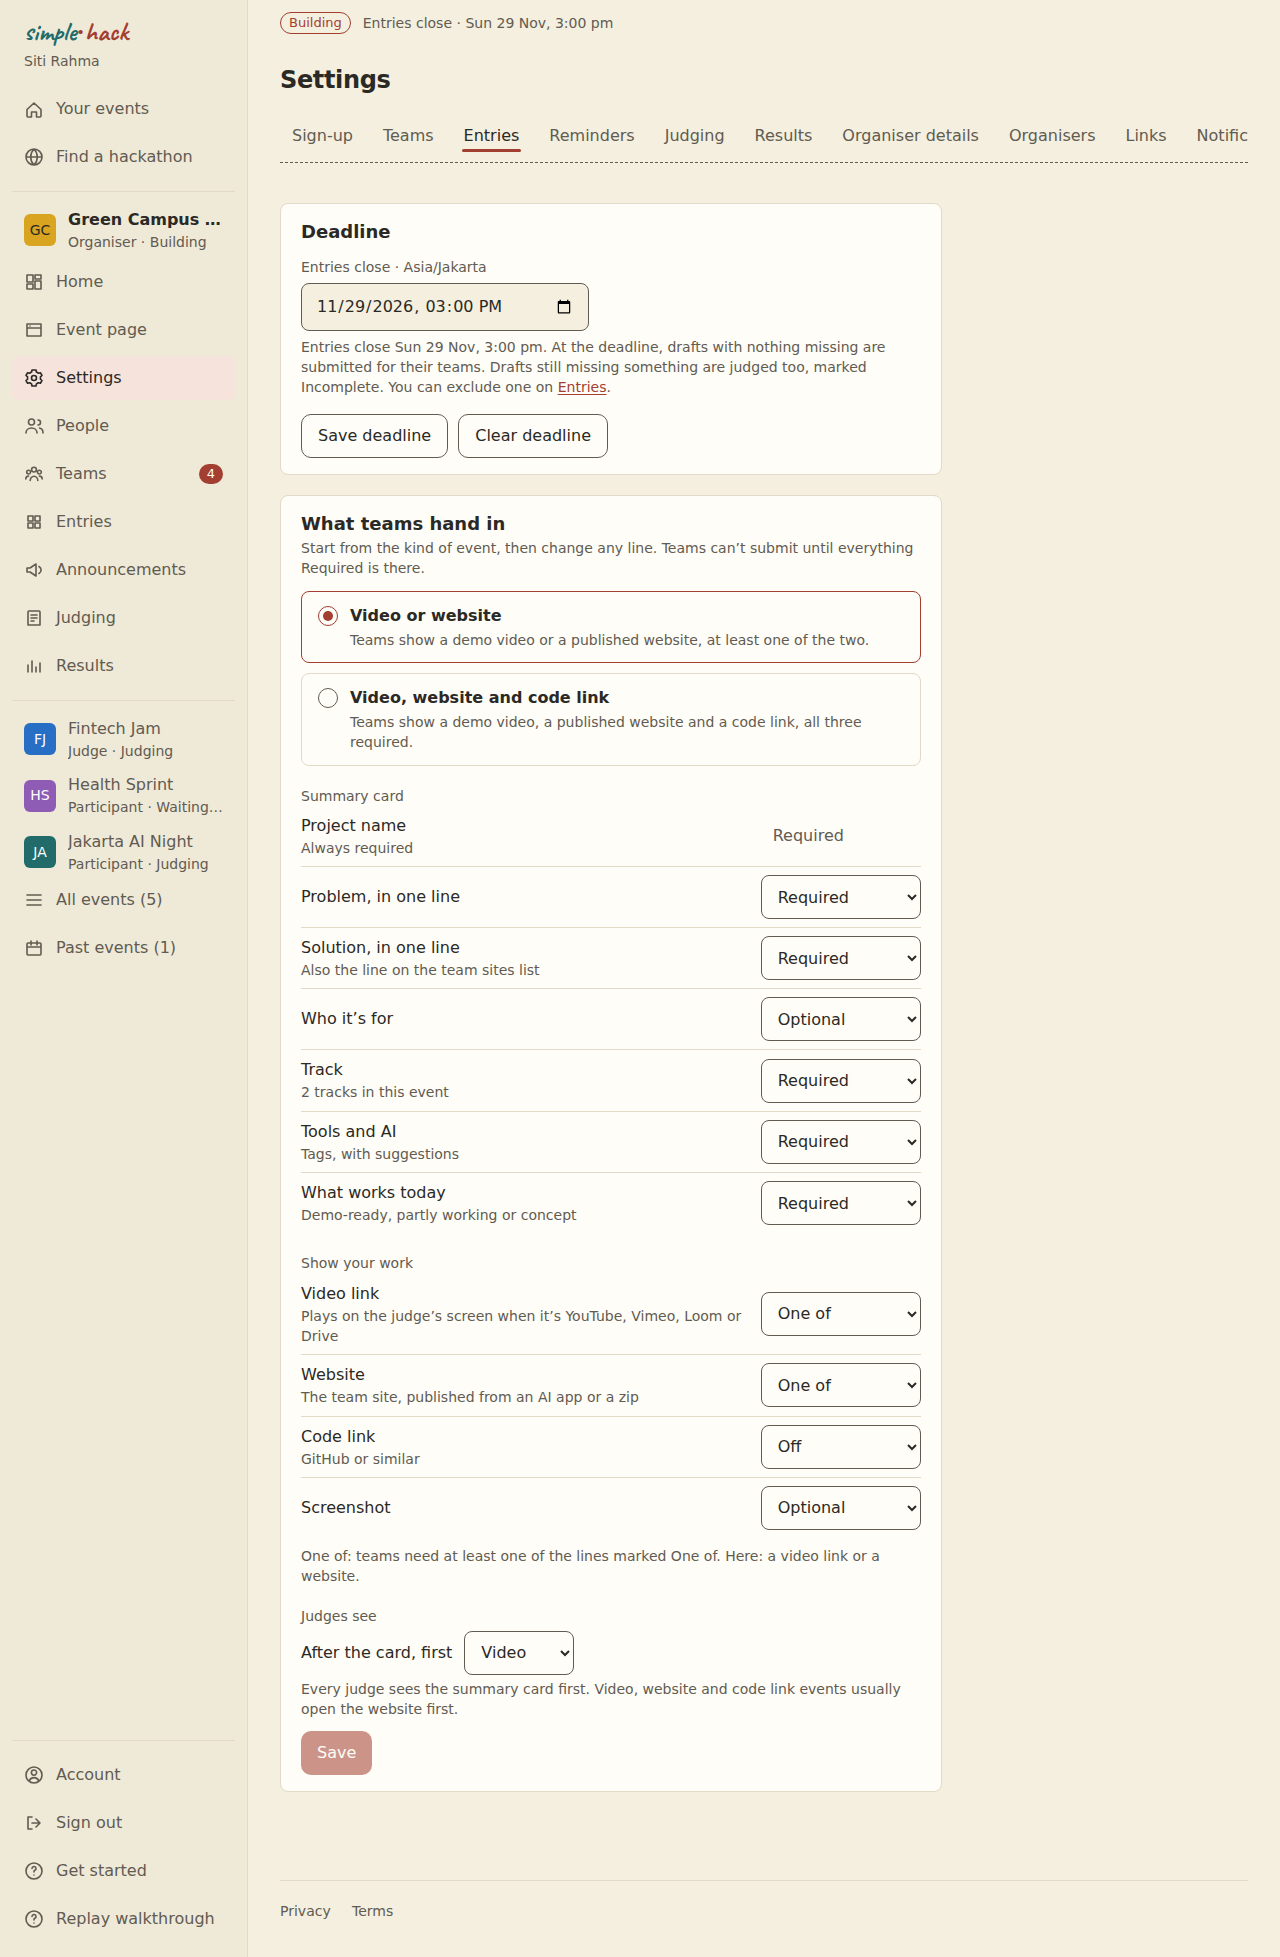 simple·hack
Siti Rahma
Your events
Find a hackathon
GC
Green Campus …
Organiser · Building
Home
Event page
Settings
People
Teams
4
Entries
Announcements
Judging
Results
FJ
Fintech Jam
Judge · Judging
HS
Health Sprint
Participant · Waiting…
JA
Jakarta AI Night
Participant · Judging
All events (5)
Past events (1)
Account
Sign out
Get started
Replay walkthrough
Building
Entries close · Sun 29 Nov, 3:00 pm
Settings
Sign-up
Teams
Entries
Reminders
Judging
Results
Organiser details
Organisers
Links
Notific
Deadline
Entries close · Asia/Jakarta
11/29/2026, 03:00 PM
Entries close Sun 29 Nov, 3:00 pm. At the deadline, drafts with nothing missing are
submitted for their teams. Drafts still missing something are judged too, marked
Incomplete. You can exclude one on Entries.
Save deadline
Clear deadline
What teams hand in
Start from the kind of event, then change any line. Teams can’t submit until everything
Required is there.
Video or website
Teams show a demo video or a published website, at least one of the two.
Video, website and code link
Teams show a demo video, a published website and a code link, all three
required.
Summary card
Project name
Always required
Required
Problem, in one line
Required
Solution, in one line
Also the line on the team sites list
Required
Who it’s for
Optional
Track
2 tracks in this event
Required
Tools and AI
Tags, with suggestions
Required
What works today
Demo-ready, partly working or concept
Required
Show your work
Video link
Plays on the judge’s screen when it’s YouTube, Vimeo, Loom or
Drive
One of
Website
The team site, published from an AI app or a zip
One of
Code link
GitHub or similar
Off
Screenshot
Optional
One of: teams need at least one of the lines marked One of. Here: a video link or a
website.
Judges see
After the card, first
Video
Every judge sees the summary card first. Video, website and code link events usually
open the website first.
Save
Privacy
Terms